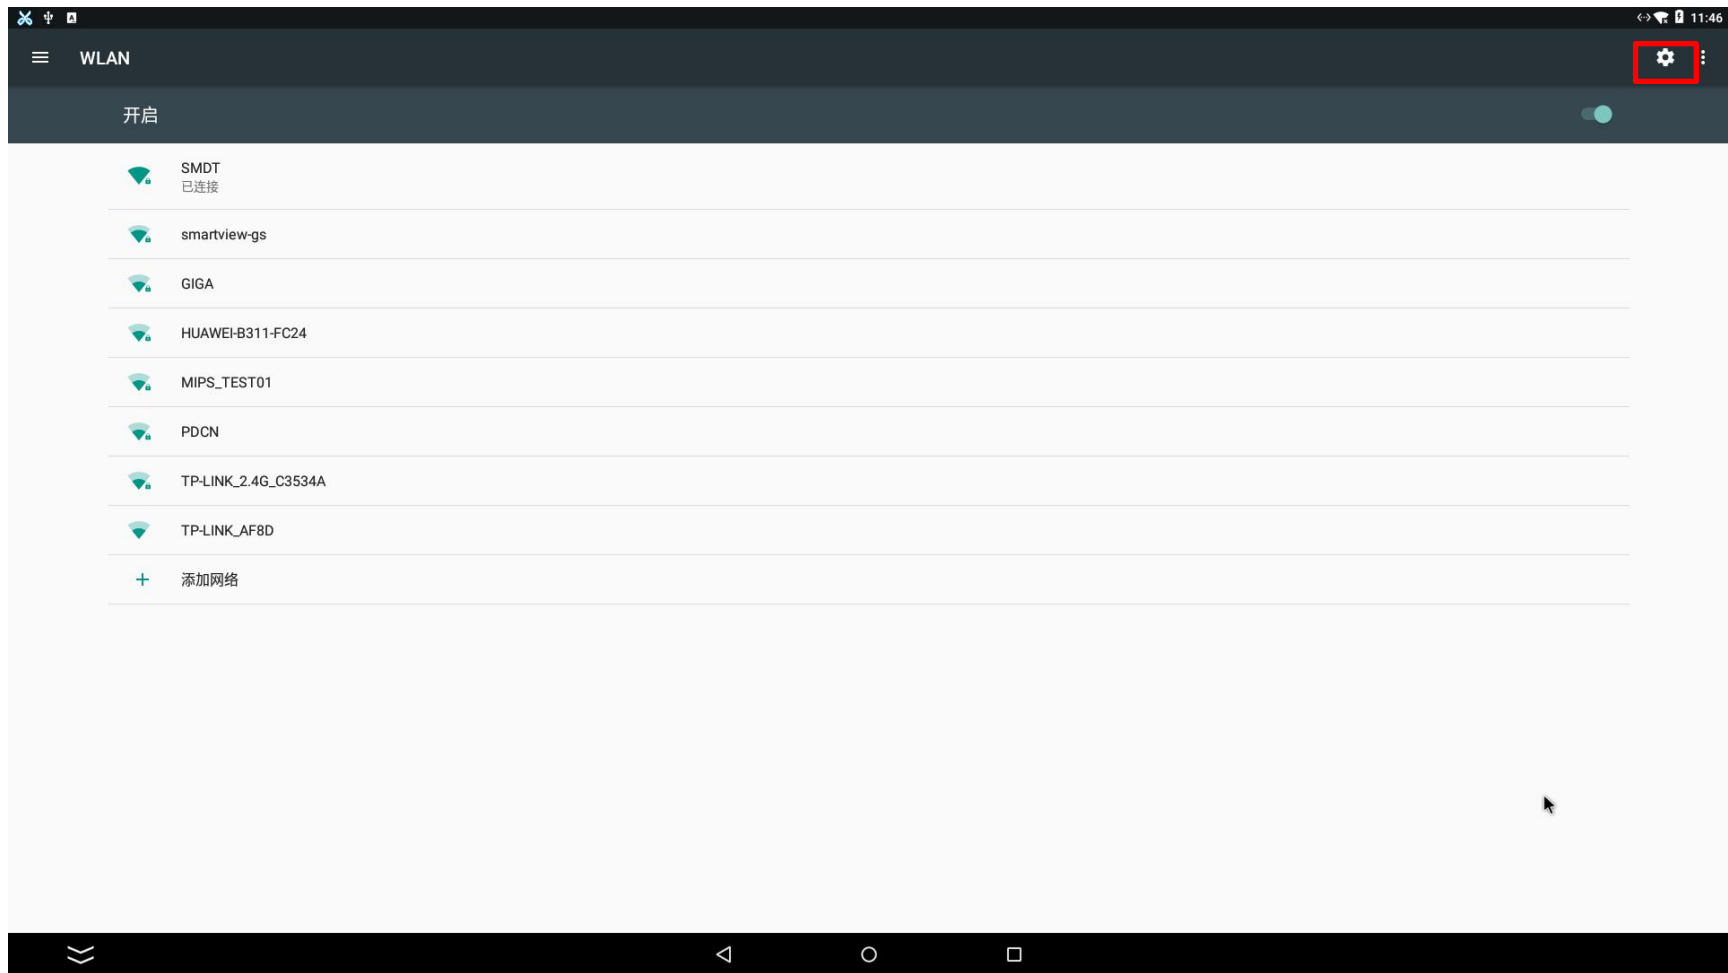 11:46
WLAN
开启
SMDT
已连接
smartview-gs
GIGA
HUAWEI-B311-FC24
MIPS_TEST01
PDCN
TP-LINK_2.4G_C3534A
TP-LINK_AF8D
添加网络